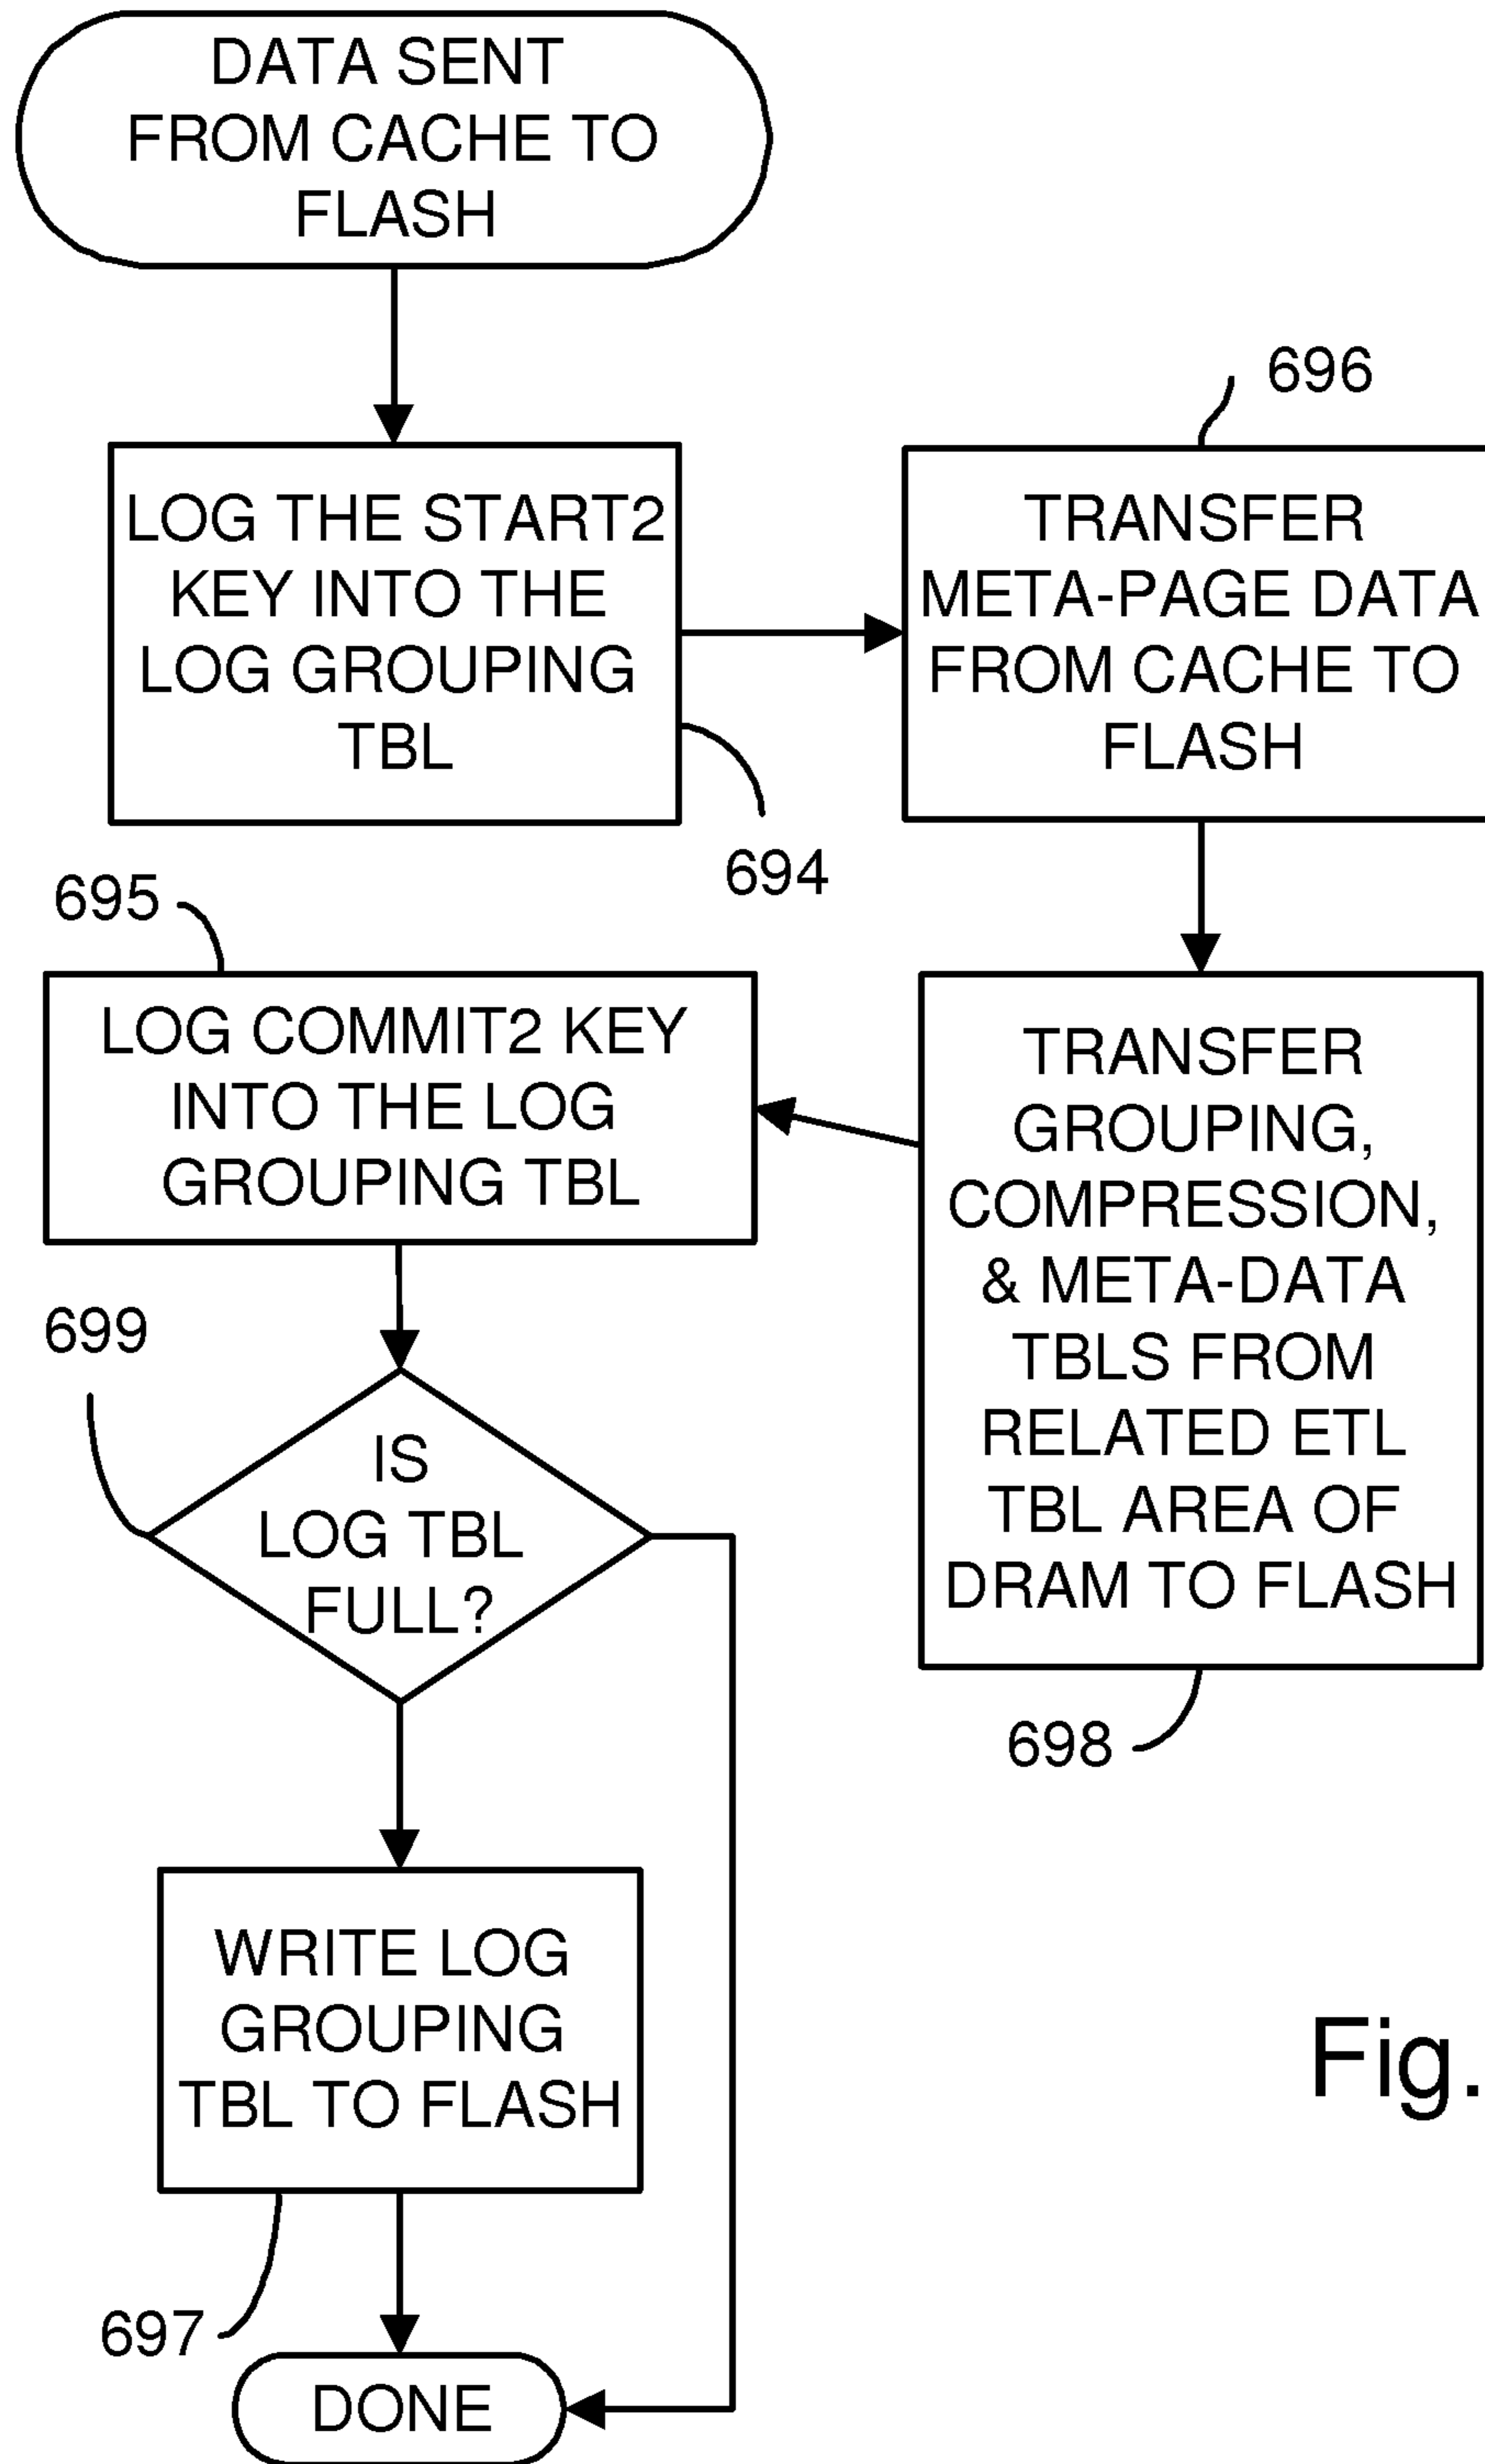 DATA SENT
FROM CACHE TO
FLASH
LOG THE START2
KEY INTO THE
LOG GROUPING
TBL
694
696
TRANSFER
META-PAGE DATA
FROM CACHE TO
FLASH
TRANSFER
GROUPING,
COMPRESSION,
& META-DATA
TBLS FROM
RELATED ETL
TBL AREA OF
DRAM TO FLASH
698
695
LOG COMMIT2 KEY
INTO THE LOG
GROUPING TBL
699
IS
LOG TBL
FULL?
WRITE LOG
GROUPING
TBL TO FLASH
697
DONE
Fig.